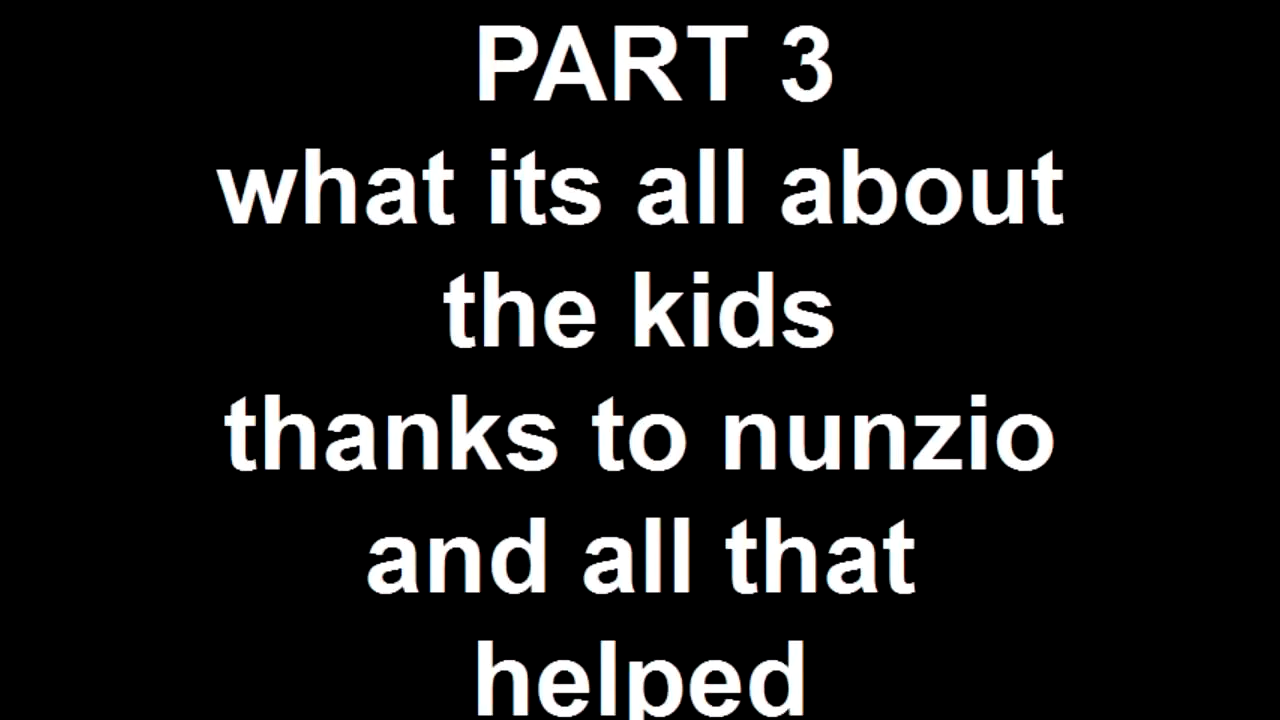 PART 3
what its all about
the kids
thanks to nunzio
and all that
helped